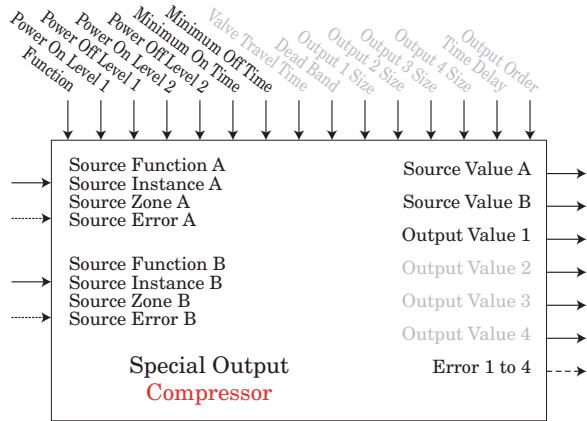 Function
Power On Level 1
Power Off Level 1
Power On Level 2
Power Off Level 2
Minimum On Time
Minimum Off Time
Valve Travel Time
Dead Band
Output 1 Size
Output 2 Size
Output 3 Size
Output 4 Size
Time Delay
Output Order
Source Function A
Source Instance A
Source Zone A
Source Error A
Source Function B
Source Instance B
Source Zone B
Source Error B
Source Value A
Source Value B
Output Value 1
Output Value 2
Output Value 3
Output Value 4
Error 1 to 4
Special Output
Compressor